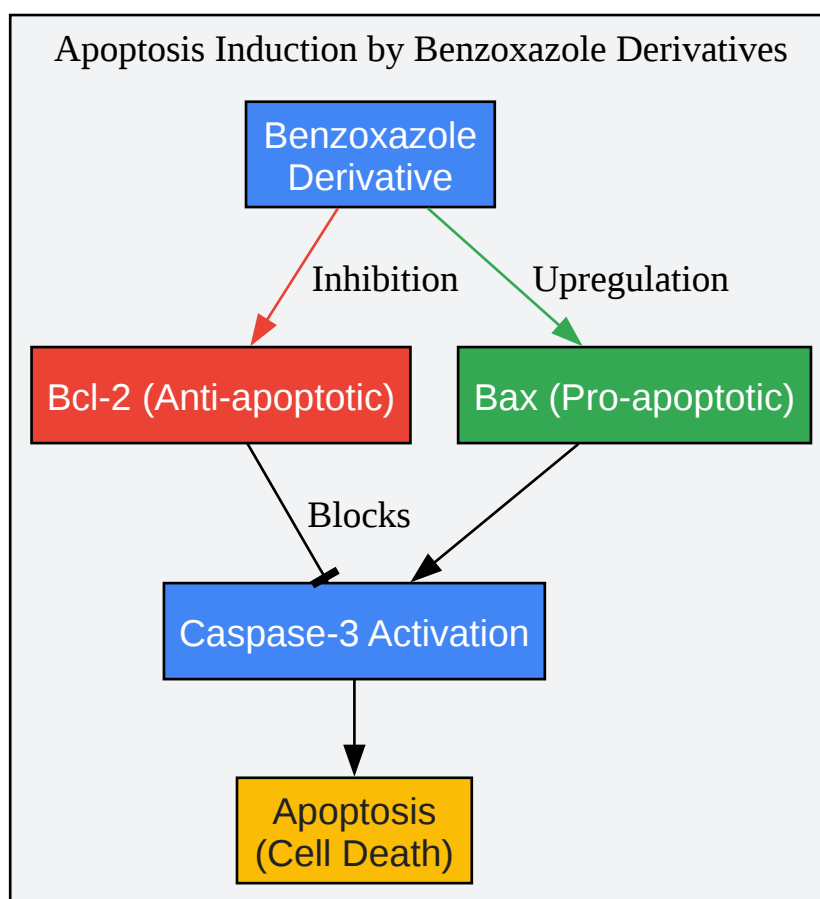 Apoptosis Induction by Benzoxazole Derivatives
Benzoxazole
Derivative
Inhibition
Upregulation
Bcl-2 (Anti-apoptotic)
Bax (Pro-apoptotic)
Blocks
Caspase-3 Activation
Apoptosis
(Cell Death)